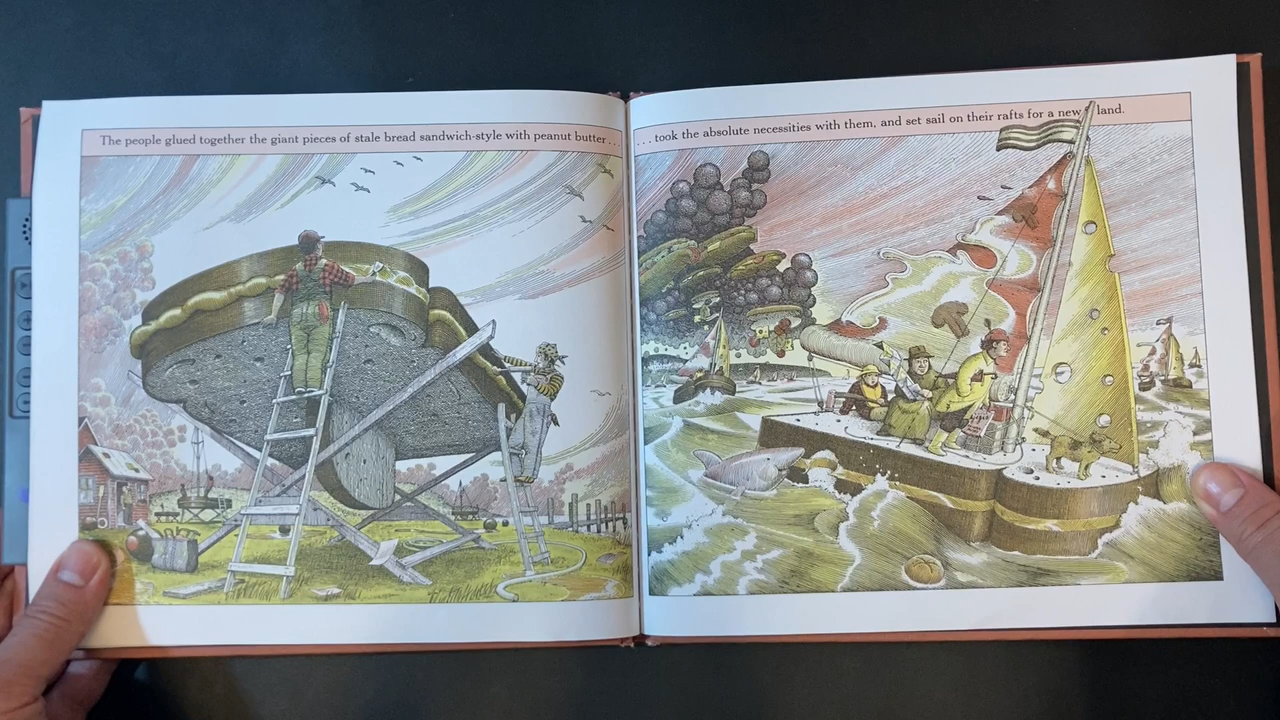 The people glued together the giant pieces of stale bread sandwich-style with peanut butter . . .
. . . took the absolute necessities with them, and set sail on their rafts for a new land.